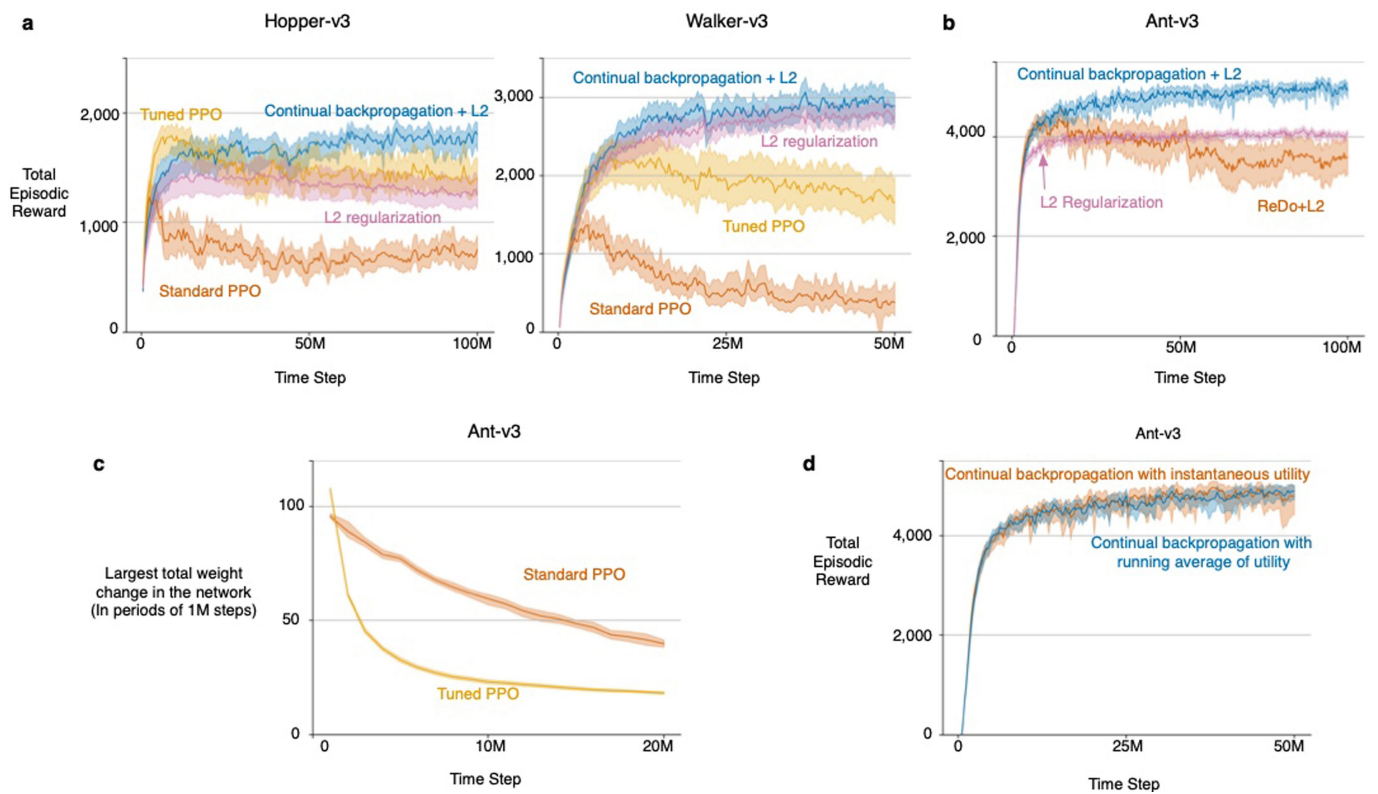 a
Hopper-v3
Walker-v3
b
Ant-v3
Total
Episodic
Reward
2,000
1,000
0
Tuned PPO
Continual backpropagation + L2
L2 regularization
Standard PPO
0
50M
100M
Time Step
3,000
2,000
1,000
0
Continual backpropagation + L2
L2 regularization
Tuned PPO
Standard PPO
0
25M
50M
Time Step
4,000
2,000
0
Continual backpropagation + L2
L2 Regularization
ReDo+L2
0
50M
100M
Time Step
c
Ant-v3
Largest total weight
change in the network
(In periods of 1M steps)
100
50
0
Standard PPO
Tuned PPO
0
10M
20M
Time Step
d
Ant-v3
Total
Episodic
Reward
4,000
2,000
0
Continual backpropagation with instantaneous utility
Continual backpropagation with
running average of utility
0
25M
50M
Time Step